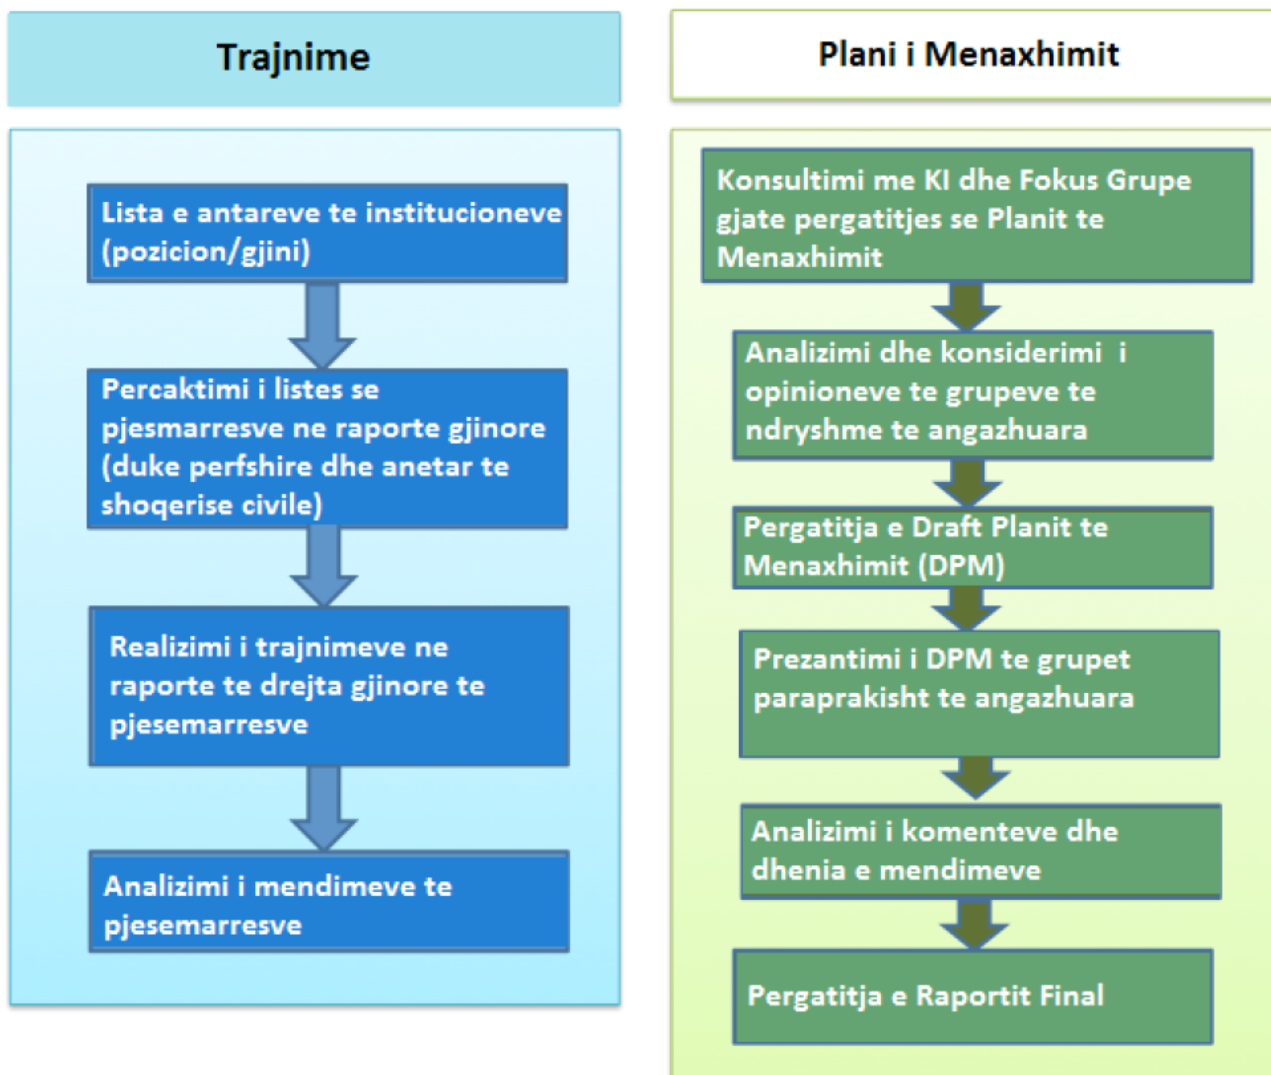 Trajnime
Lista e antareve te institucioneve
(pozicion/gjini)
Percaktimi i listes se
pjesmarresve ne raporte gjinore
(duke perfshire dhe anetar te
shoqerise civile)
Realizimi i trajnimeve ne
raporte te drejta gjinore te
pjesemarresve
Analizimi i mendimeve te
pjesemarresve
Plani i Menaxhimit
Konsultimi me KI dhe Fokus Grupe
gjate pergatitjes se Planit te
Menaxhimit
Analizimi dhe konsiderimi i
opinioneve te grupeve te
ndryshme te angazhuara
Pergatitja e Draft Planit te
Menaxhimit (DPM)
Prezantimi i DPM te grupet
paraprakisht te angazhuara
Analizimi i komenteve dhe
dhenia e mendimeve
Pergatitja e Raportit Final